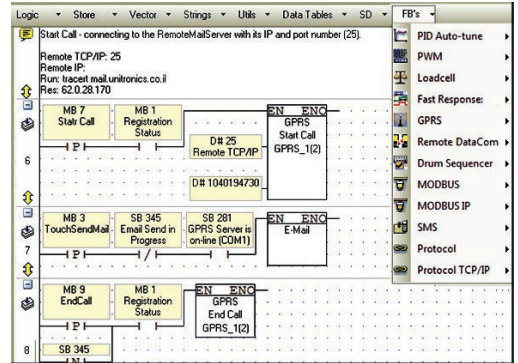 Logic Store Vector Strings Utils Data Tables SD FB's
Start Call - connecting to the RemoteMailServer with its IP and port number (25).
Remote TCP/IP: 25
Remote IP:
Run: tracert mail.unitronics.co.il
Res: 62.0.28.170
MB 7
Statr Call
P
MB 1
Registration
Status
D# 25
Remote TCP/IP
D# 1040194730
EN ENO
GPRS
Start Call
GPRS_1(2)
6
MB 3
TouchSendMail
P
SB 345
Email Send in
Progress
/
SB 281
GPRS Server is
on-line (COM1)
EN ENO
E-Mail
7
MB 9
EndCall
P
MB 1
Registration
Status
EN ENO
GPRS
End Call
GPRS_1(2)
8
SB 345
N
PID Auto-tune
PWM
Loadcell
Fast Response:
GPRS
Remote DataCom
Drum Sequencer
MODBUS
MODBUS IP
SMS
Protocol
Protocol TCP/IP